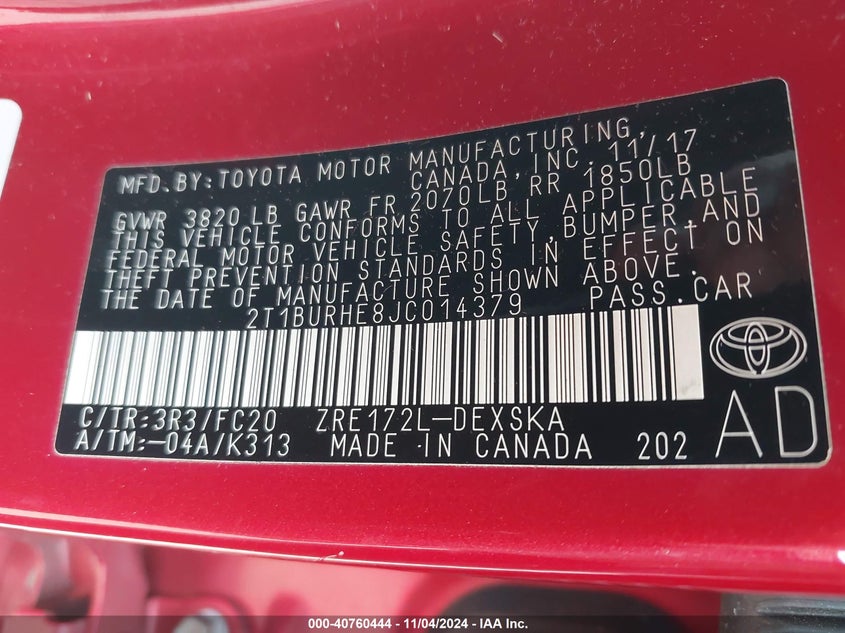 MFD.BY:TOYOTA MOTOR MANUFACTURING,
CANADA,INC. 11/17
GVWR 3820LB GAWR FR 2070LB RR 1850LB
THIS VEHICLE CONFORMS TO ALL APPLICABLE
FEDERAL MOTOR VEHICLE SAFETY,BUMPER,AND
THEFT PREVENTION STANDARDS IN EFFECT ON
THE DATE OF MANUFACTURE SHOWN ABOVE.
2T1BURHE8JC014379 PASS.CAR
C/TR:3R3/FC20 ZRE172L-DEXSKA
A/TM:-04A/K313 MADE IN CANADA 202
AD
000-40760444 - 11/04/2024 - IAA Inc.